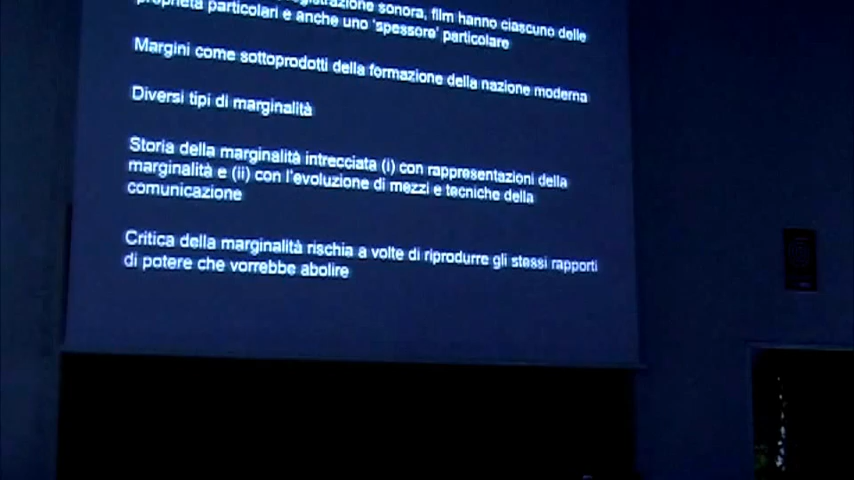 registrazione sonora, film hanno ciascuno delle
proprietà particolari e anche uno 'spessore' particolare
Margini come sottoprodotti della formazione della nazione moderna
Diversi tipi di marginalità
Storia della marginalità intrecciata (i) con rappresentazioni della
marginalità e (ii) con l'evoluzione di mezzi e tecniche della
comunicazione
Critica della marginalità rischia a volte di riprodurre gli stessi rapporti
di potere che vorrebbe abolire